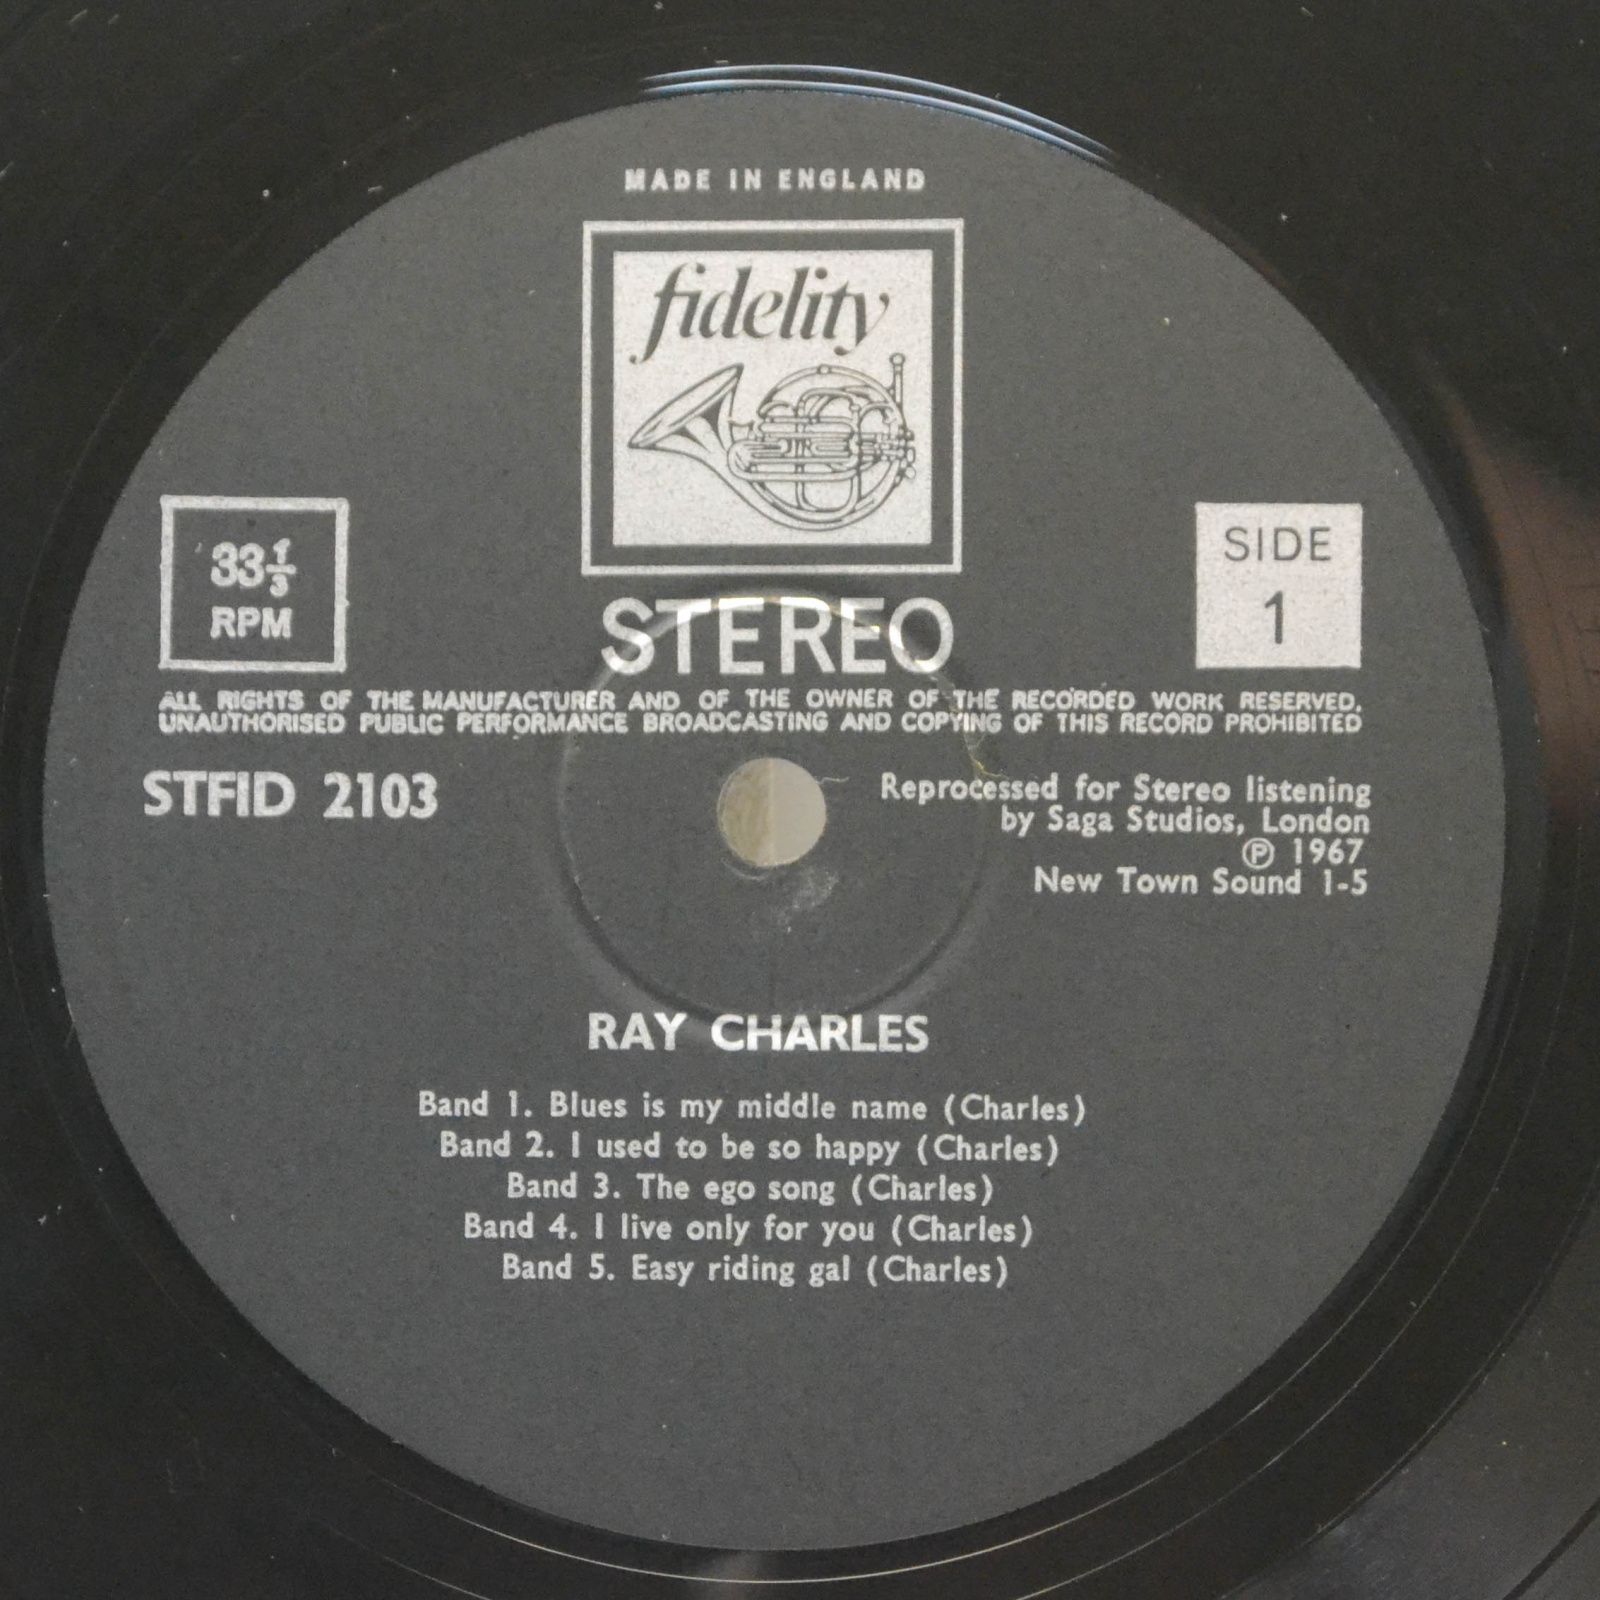 MADE IN ENGLAND
fidelity
33⅓
RPM
SIDE
1
STEREO
ALL RIGHTS OF THE MANUFACTURER AND OF THE OWNER OF THE RECORDED WORK RESERVED.
UNAUTHORISED PUBLIC PERFORMANCE BROADCASTING AND COPYING OF THIS RECORD PROHIBITED
STFID 2103
Reprocessed for Stereo listening
by Saga Studios, London
℗ 1967
New Town Sound 1-5
RAY CHARLES
Band 1. Blues is my middle name (Charles)
Band 2. I used to be so happy (Charles)
Band 3. The ego song (Charles)
Band 4. I live only for you (Charles)
Band 5. Easy riding gal (Charles)